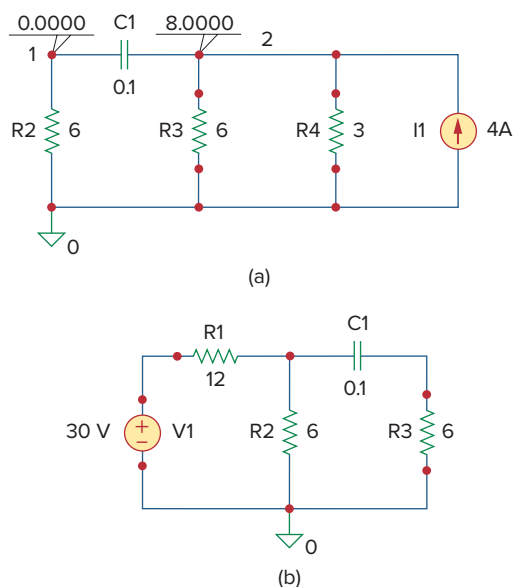 0.0000 C1 8.0000
1 2
0.1
R2 6 R3 6 R4 3 I1 4A
0
(a)
C1
R1
12 0.1
30 V + − V1 R2 6 R3 6
0
(b)